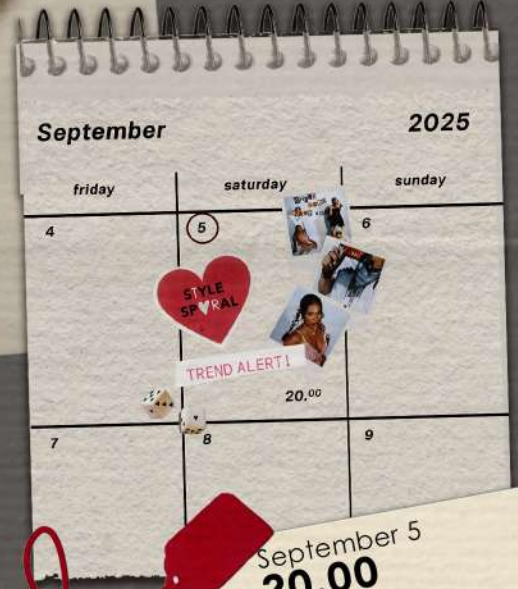 September 2025
friday saturday sunday
4 5 6
STYLE
SPIRAL
TREND ALERT!
20.00
7 8 9
September 5
20.00